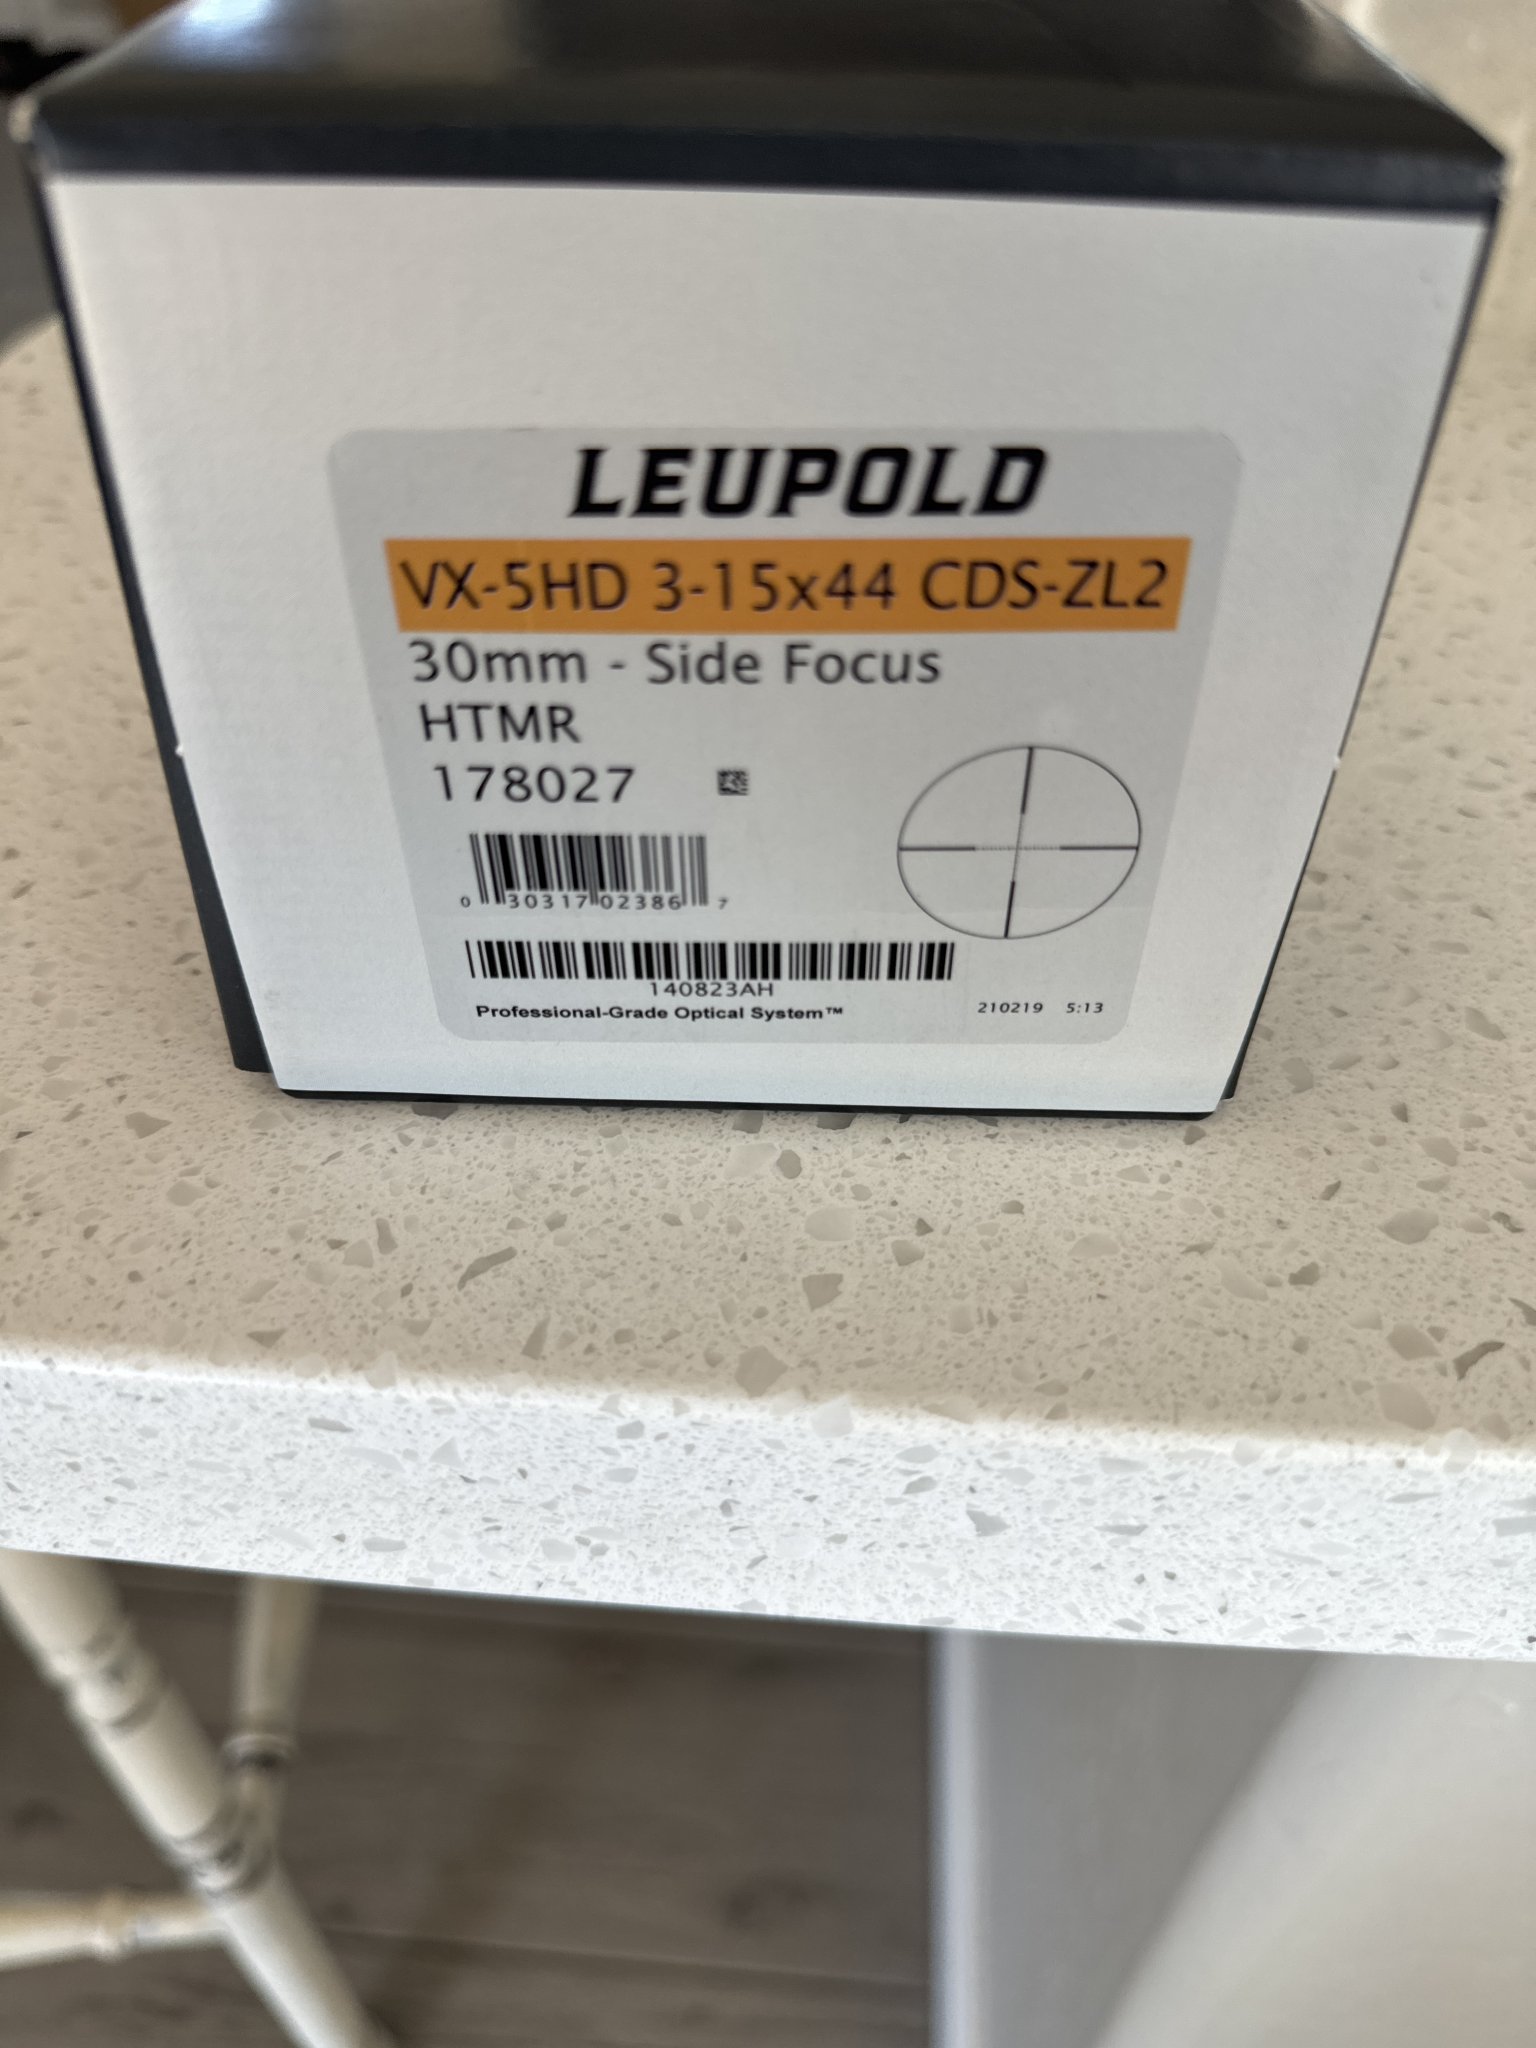 LEUPOLD
VX-5HD 3-15x44 CDS-ZL2
30mm - Side Focus
HTMR
178027
0 30317 02386 7
140823AH
Professional-Grade Optical System™
210219 5:13